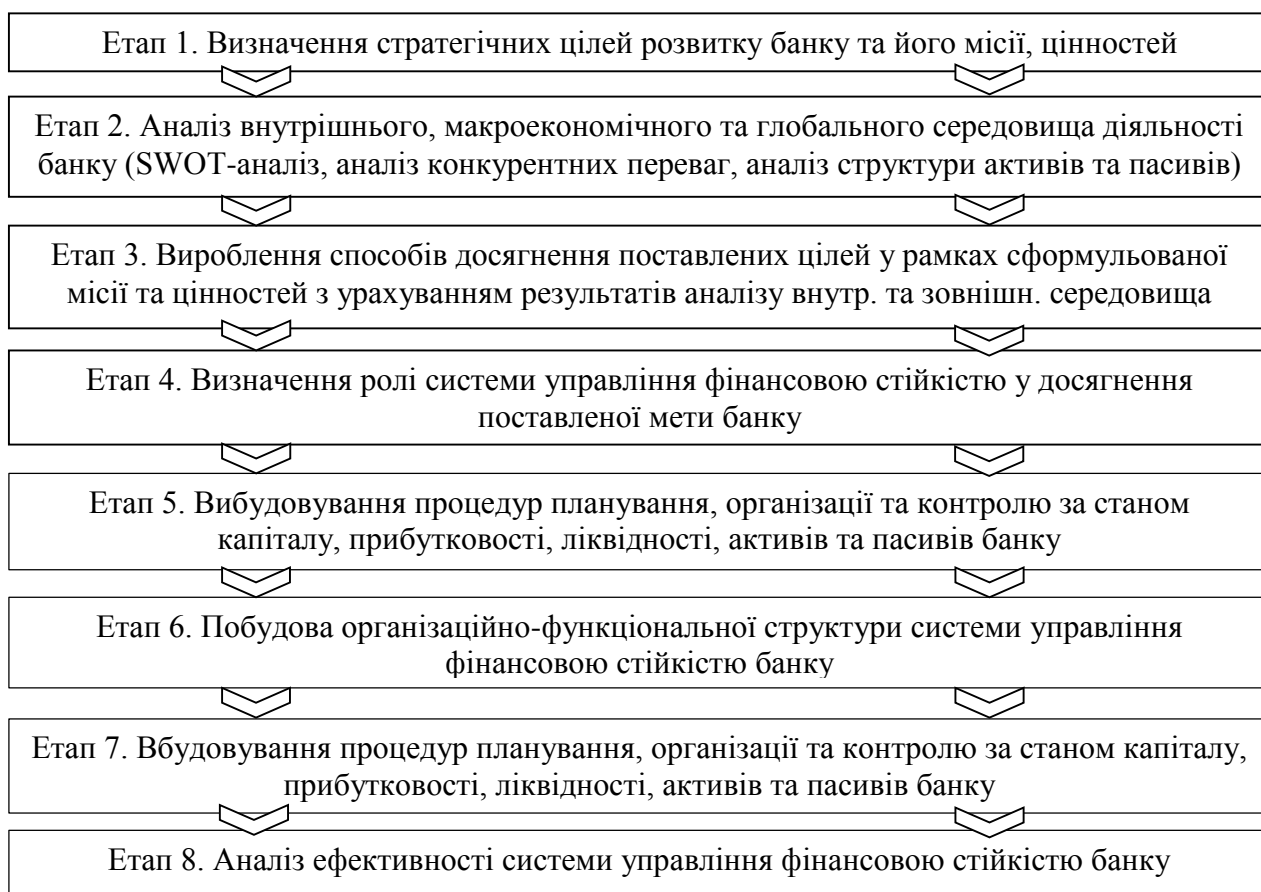 Етап 1. Визначення стратегічних цілей розвитку банку та його місії, цінностей
Етап 2. Аналіз внутрішнього, макроекономічного та глобального середовища діяльності
банку (SWOT-аналіз, аналіз конкурентних переваг, аналіз структури активів та пасивів)
Етап 3. Вироблення способів досягнення поставлених цілей у рамках сформульованої
місії та цінностей з урахуванням результатів аналізу внутр. та зовнішн. середовища
Етап 4. Визначення ролі системи управління фінансовою стійкістю у досягнення
поставленої мети банку
Етап 5. Вибудовування процедур планування, організації та контролю за станом
капіталу, прибутковості, ліквідності, активів та пасивів банку
Етап 6. Побудова організаційно-функціональної структури системи управління
фінансовою стійкістю банку
Етап 7. Вбудовування процедур планування, організації та контролю за станом капіталу,
прибутковості, ліквідності, активів та пасивів банку
Етап 8. Аналіз ефективності системи управління фінансовою стійкістю банку